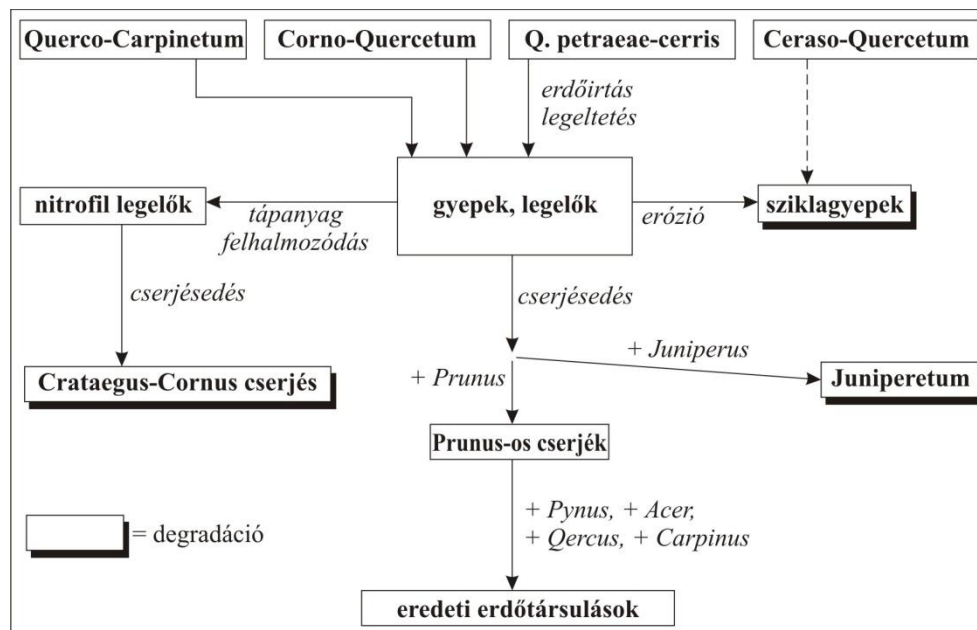 Querco-Carpinetum
Corno-Quercetum
Q. petraeae-cerris
Ceraso-Quercetum
erdőirtás
legeltetés
nitrofil legelők
gyepek, legelők
sziklagyepek
tápanyag
felhalmozódás
erózió
cserjésedés
cserjésedés
+ Juniperus
Crataegus-Cornus cserjés
+ Prunus
Juniperetum
Prunus-os cserjék
+ Pynus, + Acer,
+ Qercus, + Carpinus
= degradáció
eredeti erdőtársulások